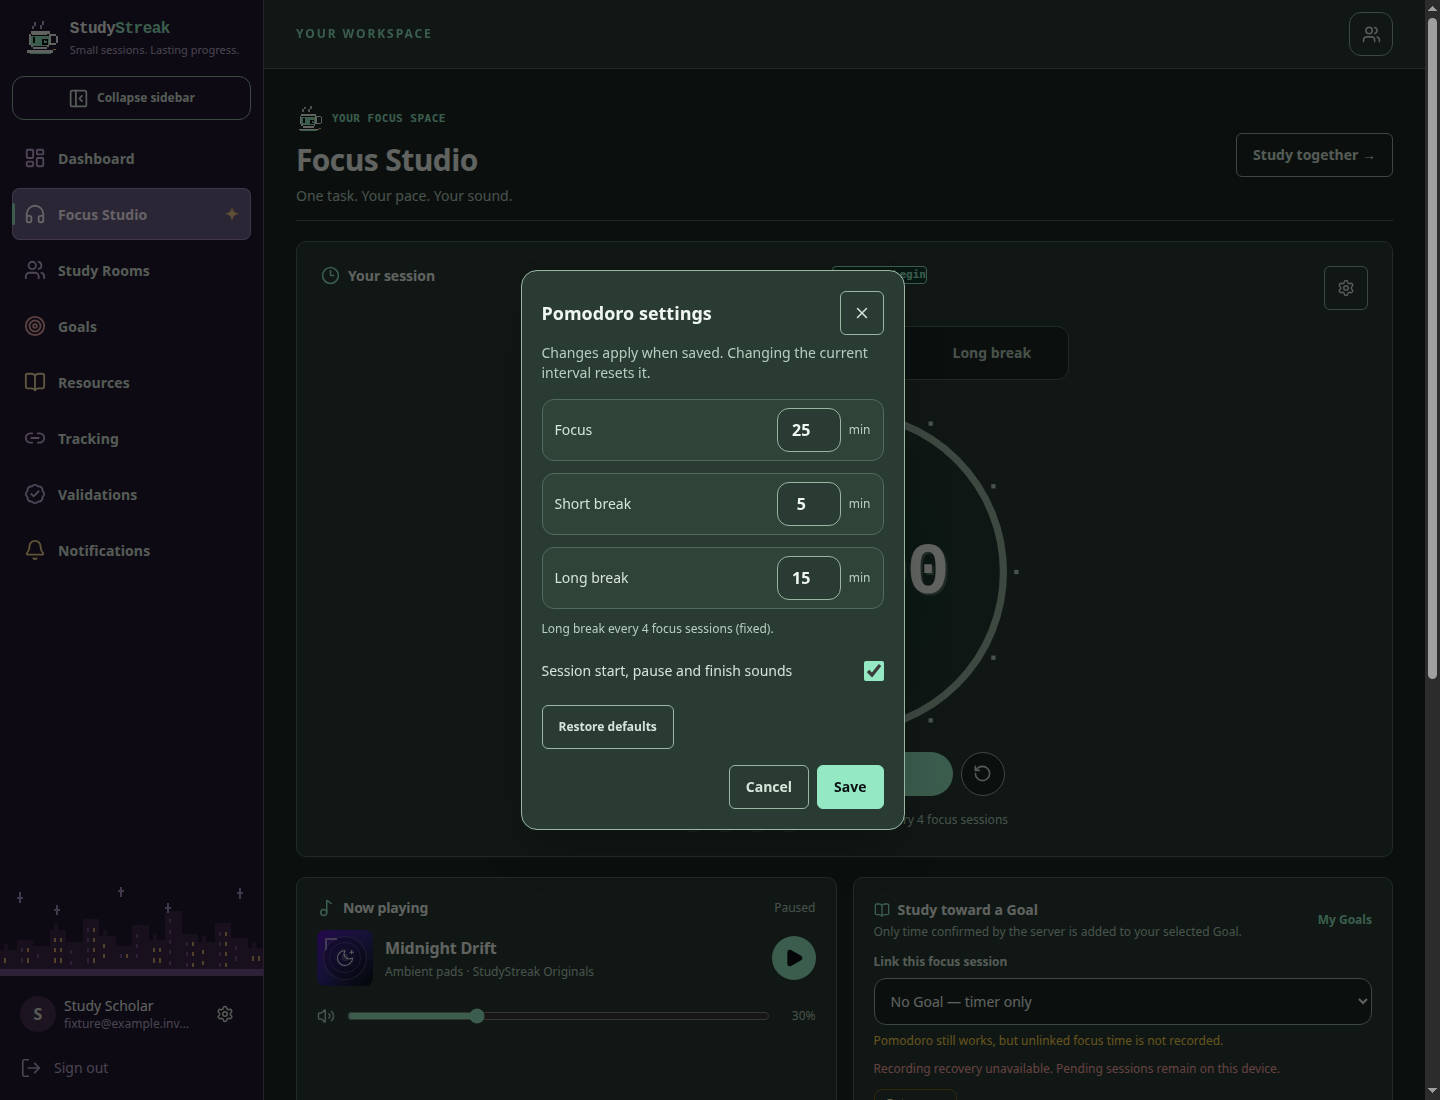 StudyStreak
Small sessions. Lasting progress.
Collapse sidebar
Dashboard
Focus Studio
Study Rooms
Goals
Resources
Tracking
Validations
Notifications
S
Study Scholar
fixture@example.inv...
Sign out
YOUR WORKSPACE
YOUR FOCUS SPACE
Focus Studio
One task. Your pace. Your sound.
Study together →
Your session
Long break
0
4 focus sessions
Pomodoro settings
Changes apply when saved. Changing the current
interval resets it.
Focus 25 min
Short break 5 min
Long break 15 min
Long break every 4 focus sessions (fixed).
Session start, pause and finish sounds
Restore defaults
Cancel
Save
Now playing
Paused
Midnight Drift
Ambient pads · StudyStreak Originals
30%
Study toward a Goal
Only time confirmed by the server is added to your selected Goal.
My Goals
Link this focus session
No Goal — timer only
Pomodoro still works, but unlinked focus time is not recorded.
Recording recovery unavailable. Pending sessions remain on this device.